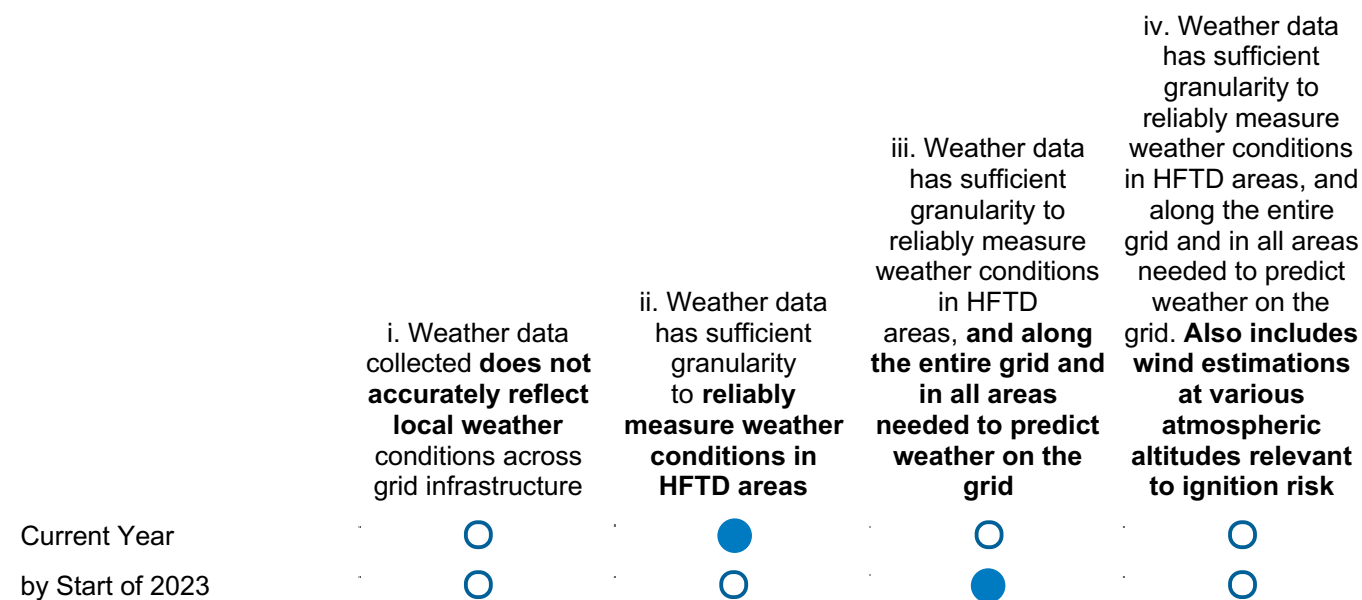 i. Weather data
collected does not
accurately reflect
local weather
conditions across
grid infrastructure
ii. Weather data
has sufficient
granularity
to reliably
measure weather
conditions in
HFTD areas
iii. Weather data
has sufficient
granularity to
reliably measure
weather conditions
in HFTD
areas, and along
the entire grid and
in all areas
needed to predict
weather on the
grid
iv. Weather data
has sufficient
granularity to
reliably measure
weather conditions
in HFTD areas, and
along the entire
grid and in all areas
needed to predict
weather on the
grid. Also includes
wind estimations
at various
atmospheric
altitudes relevant
to ignition risk
Current Year
by Start of 2023